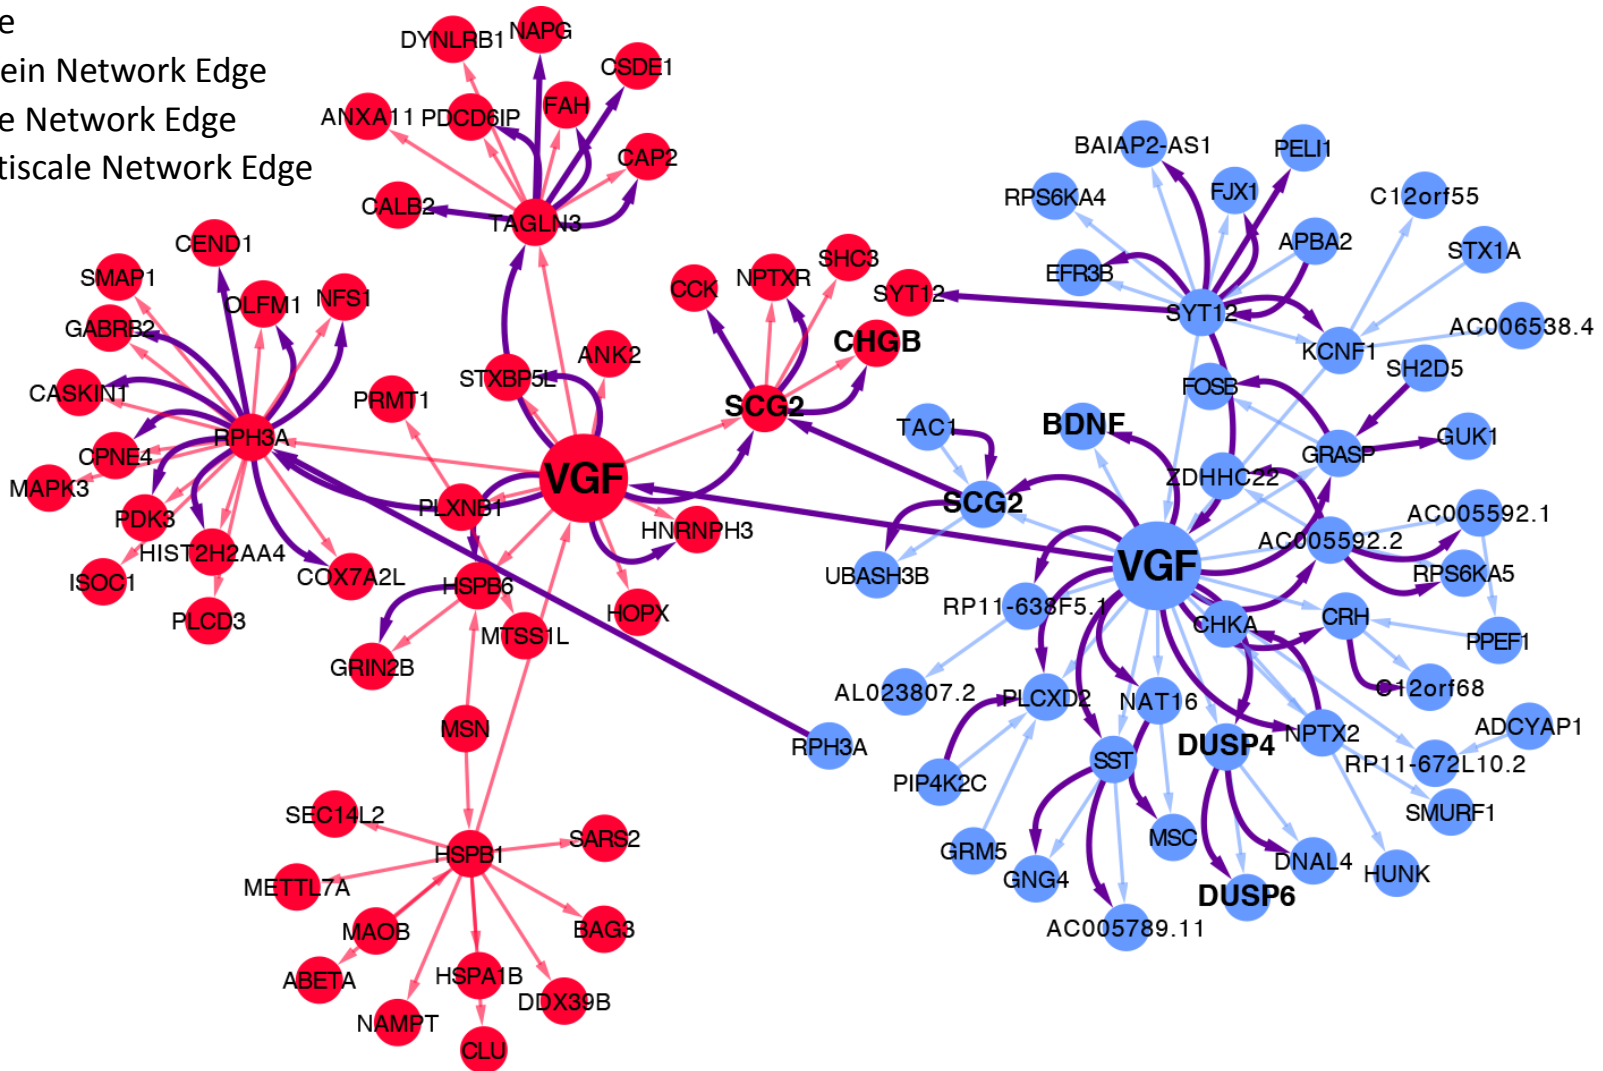 e
ein Network Edge
e Network Edge
tiscale Network Edge
DYNLRB1
NAPG
CSDE1
ANXA11
PDCD6IP
FAH
CAP2
CALB2
TAGLN3
CEND1
SMAP1
OLFM1
NFS1
GABRB2
CASKIN1
RPH3A
CPNE4
MAPK3
PDK3
HIST2H2AA4
ISOC1
COX7A2L
PLCD3
PRMT1
STXBP5L
ANK2
CCK
NPTXR
SHC3
SYT12
CHGB
SCG2
VGF
PLXNB1
HNRNPH3
HSPB6
HOPX
MTSS1L
GRIN2B
MSN
SEC14L2
HSPB1
SARS2
METTL7A
MAOB
BAG3
ABETA
HSPA1B
DDX39B
NAMPT
CLU
BAIAP2-AS1
PELI1
RPS6KA4
FJX1
C12orf55
APBA2
STX1A
EFR3B
SYT12
AC006538.4
KCNF1
FOSB
SH2D5
TAC1
BDNF
GUK1
GRASP
ZDHHC22
SCG2
AC005592.1
AC005592.2
VGF
UBASH3B
RPS6KA5
RP11-638F5.1
CHKA
CRH
PPEF1
AL023807.2
PLCXD2
NAT16
C12orf68
RPH3A
DUSP4
NPTX2
ADCYAP1
SST
RP11-672L10.2
PIP4K2C
SMURF1
GRM5
MSC
DNAL4
HUNK
GNG4
DUSP6
AC005789.11